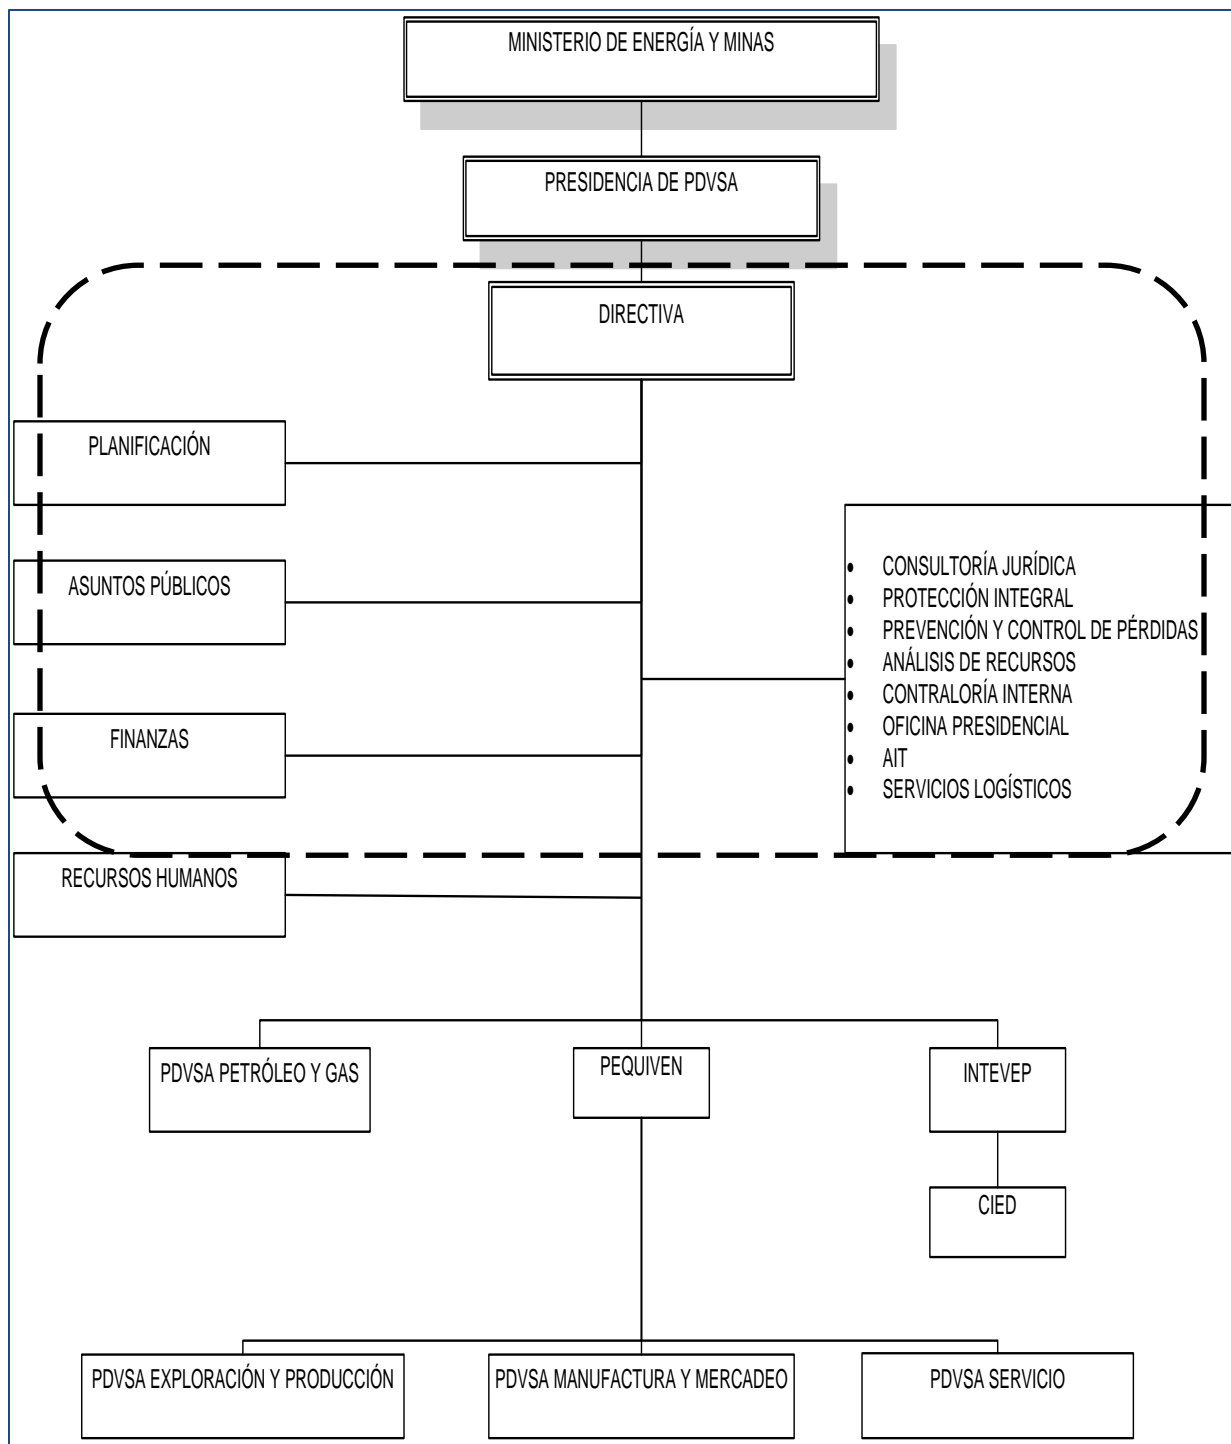 MINISTERIO DE ENERGÍA Y MINAS
PRESIDENCIA DE PDVSA
DIRECTIVA
PLANIFICACIÓN
ASUNTOS PÚBLICOS
FINANZAS
RECURSOS HUMANOS
• CONSULTORÍA JURÍDICA
• PROTECCIÓN INTEGRAL
• PREVENCIÓN Y CONTROL DE PÉRDIDAS
• ANÁLISIS DE RECURSOS
• CONTRALORÍA INTERNA
• OFICINA PRESIDENCIAL
• AIT
• SERVICIOS LOGÍSTICOS
PDVSA PETRÓLEO Y GAS
PEQUIVEN
INTEVEP
CIED
PDVSA EXPLORACIÓN Y PRODUCCIÓN
PDVSA MANUFACTURA Y MERCADEO
PDVSA SERVICIO